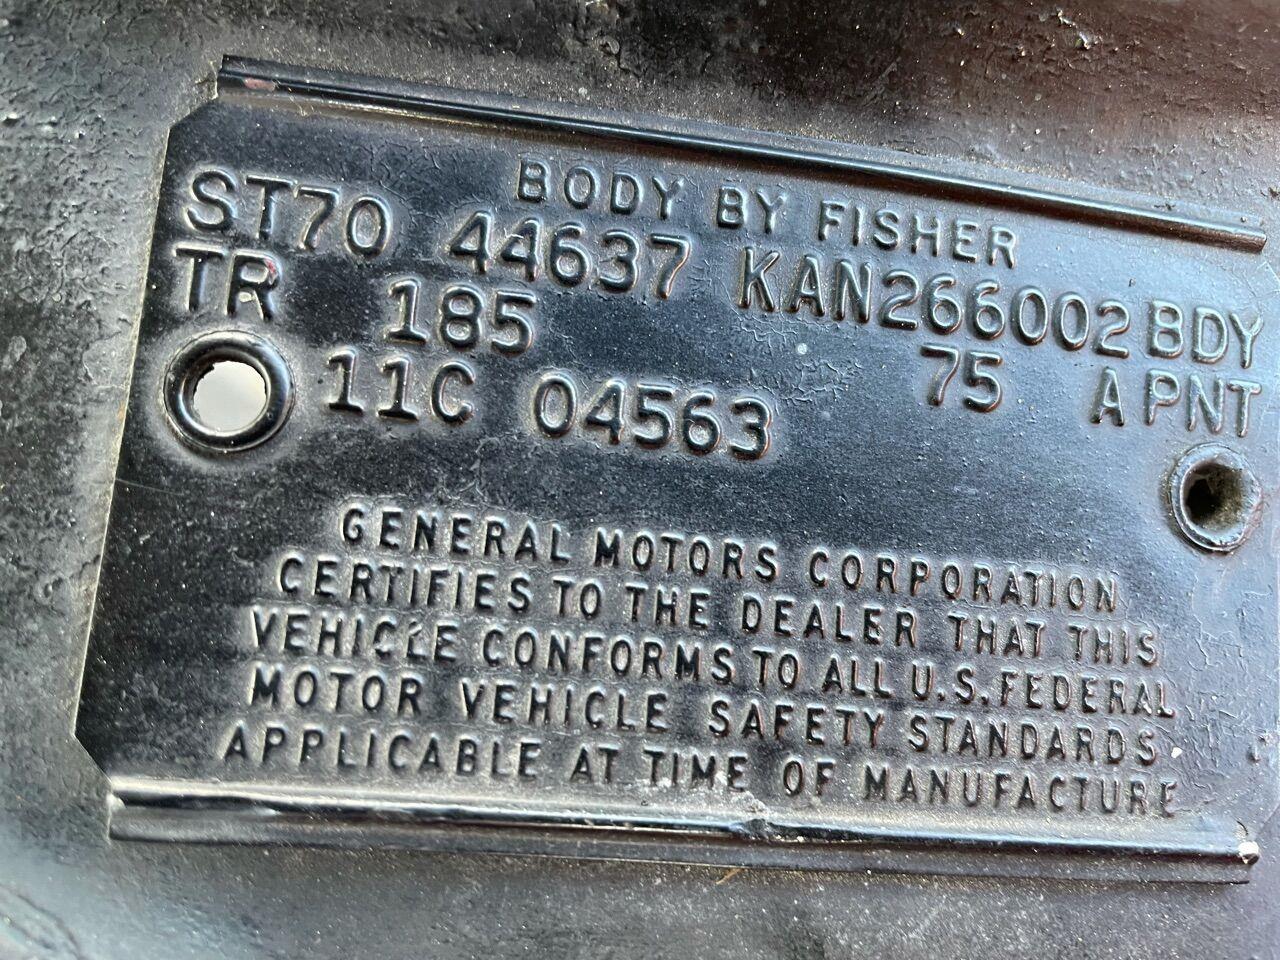 BODY BY FISHER
ST70 44637 KAN266002 BDY
TR 185 75 A PNT
11C 04563
GENERAL MOTORS CORPORATION
CERTIFIES TO THE DEALER THAT THIS
VEHICLE CONFORMS TO ALL U.S. FEDERAL
MOTOR VEHICLE SAFETY STANDARDS
APPLICABLE AT TIME OF MANUFACTURE